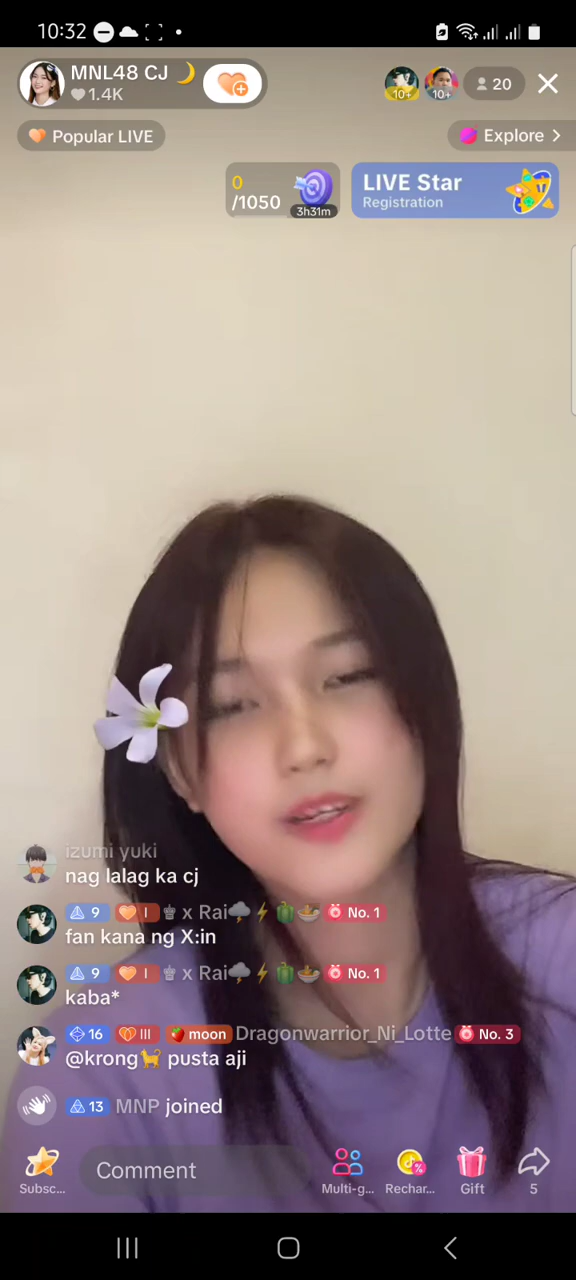 10:32
MNL48 CJ 🌙
1.4K
10+
10+
20
Popular LIVE
Explore >
0
/1050
3h31m
LIVE Star
Registration
izumi yuki
nag lalag ka cj
9 I x Rai🌩⚡ No. 1
fan kana ng X:in
9 I x Rai🌩⚡ No. 1
kaba*
16 III moon Dragonwarrior_Ni_Lotte No. 3
@krong🐈 pusta aji
13 MNP joined
Subsc...
Comment
Multi-g...
Rechar...
Gift
5